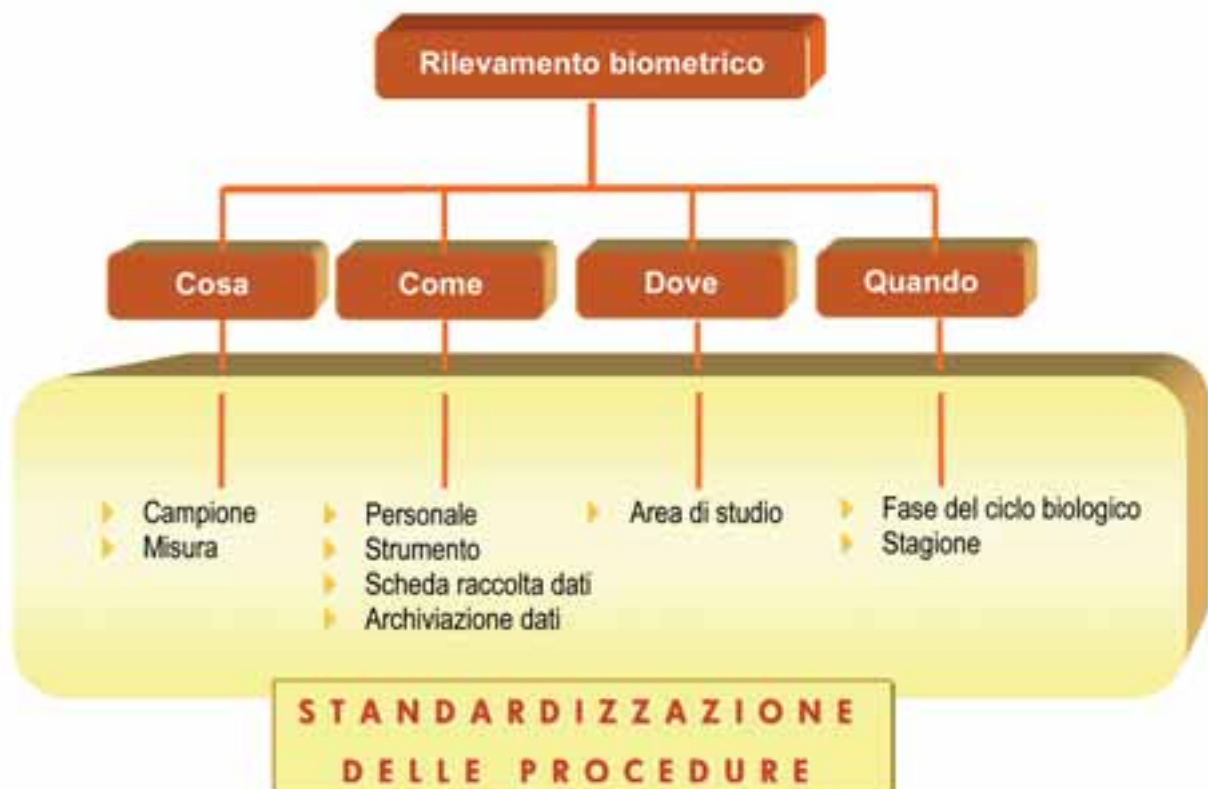 Rilevamento biometrico
Cosa
Come
Dove
Quando
Campione
Misura
Personale
Strumento
Scheda raccolta dati
Archiviazione dati
Area di studio
Fase del ciclo biologico
Stagione
STANDARDIZZAZIONE
DELLE PROCEDURE